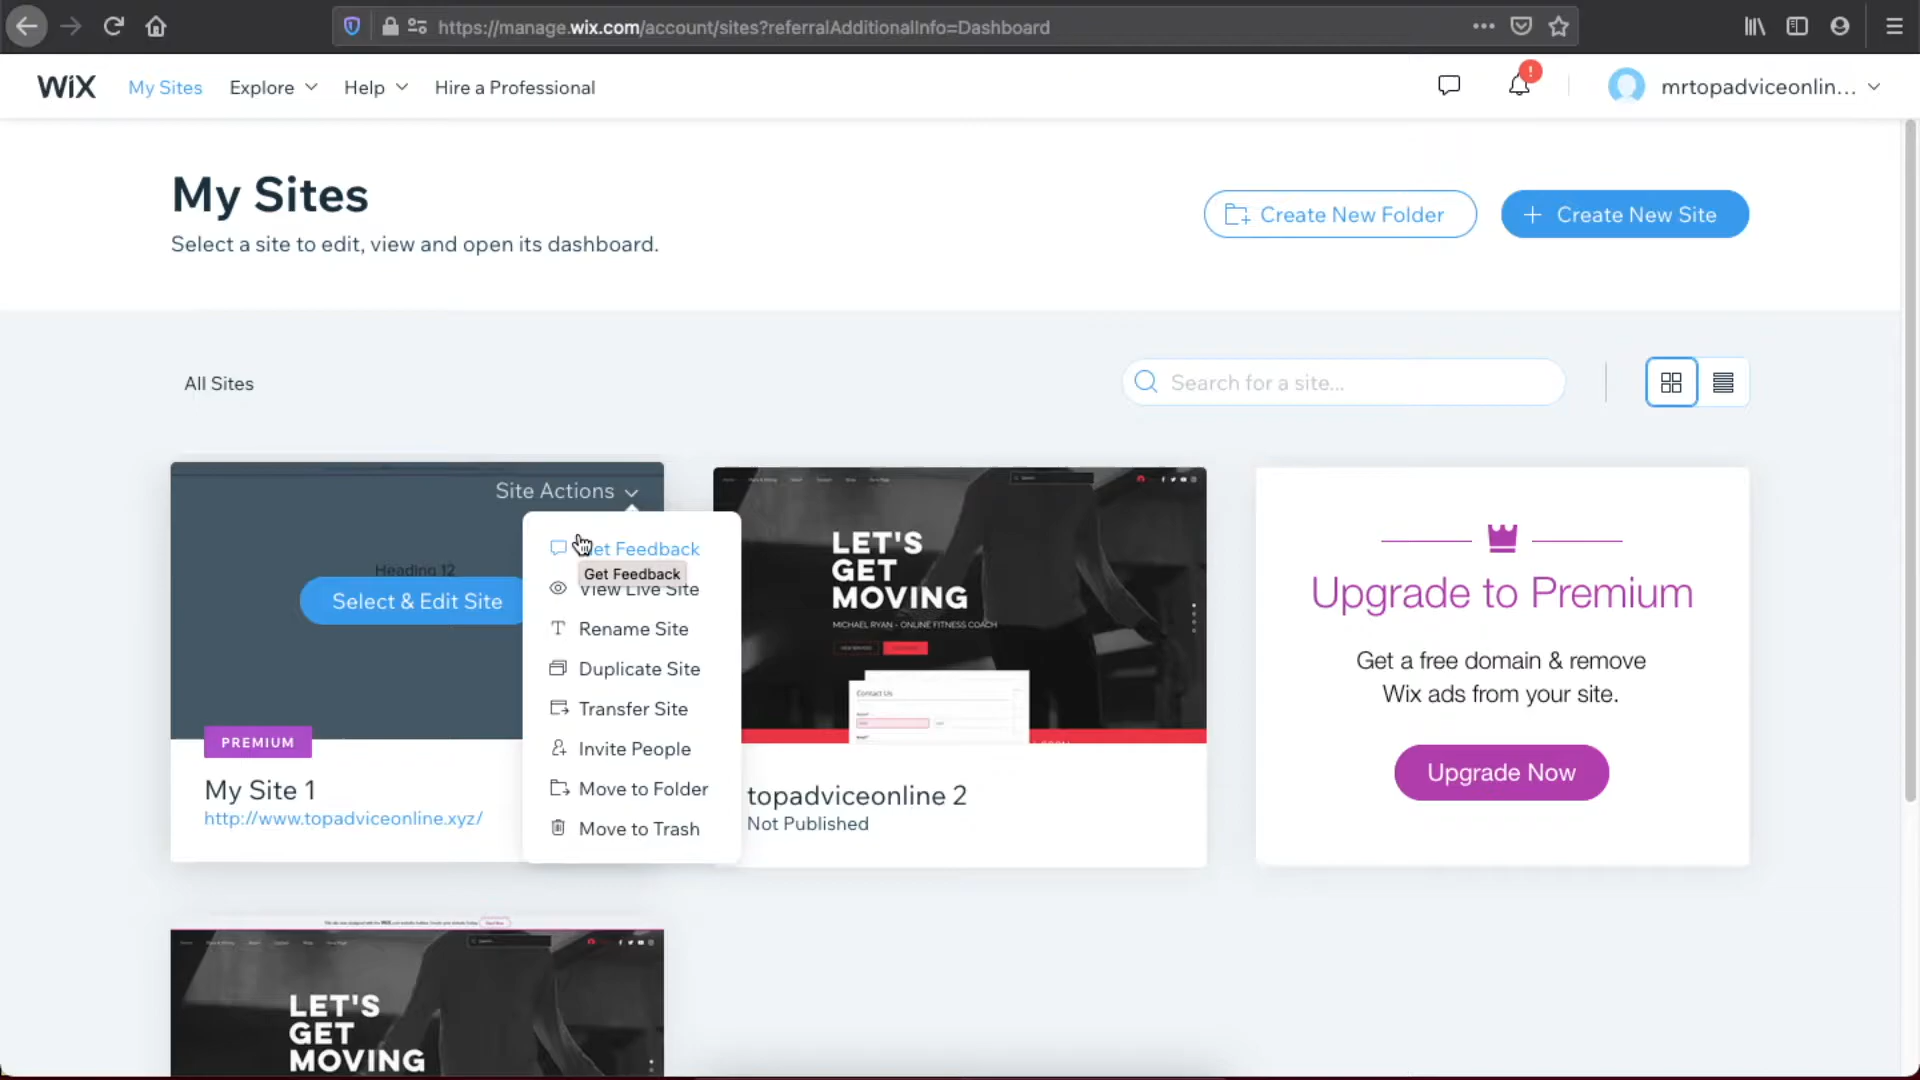 https://manage.wix.com/account/sites?referralAdditionalInfo=Dashboard
WiX My Sites Explore Help Hire a Professional ! mrtopadviceonlin...
My Sites
Select a site to edit, view and open its dashboard.
Create New Folder
+ Create New Site
All Sites
Search for a site...
Site Actions
Get Feedback
Get Feedback
View Live Site
Rename Site
Duplicate Site
Transfer Site
Invite People
Move to Folder
Move to Trash
Heading 12
Select & Edit Site
PREMIUM
My Site 1
http://www.topadviceonline.xyz/
LET'S
GET
MOVING
MICHAEL RYAN - ONLINE FITNESS COACH
Contact Us
topadviceonline 2
Not Published
Upgrade to Premium
Get a free domain & remove
Wix ads from your site.
Upgrade Now
LET'S
GET
MOVING